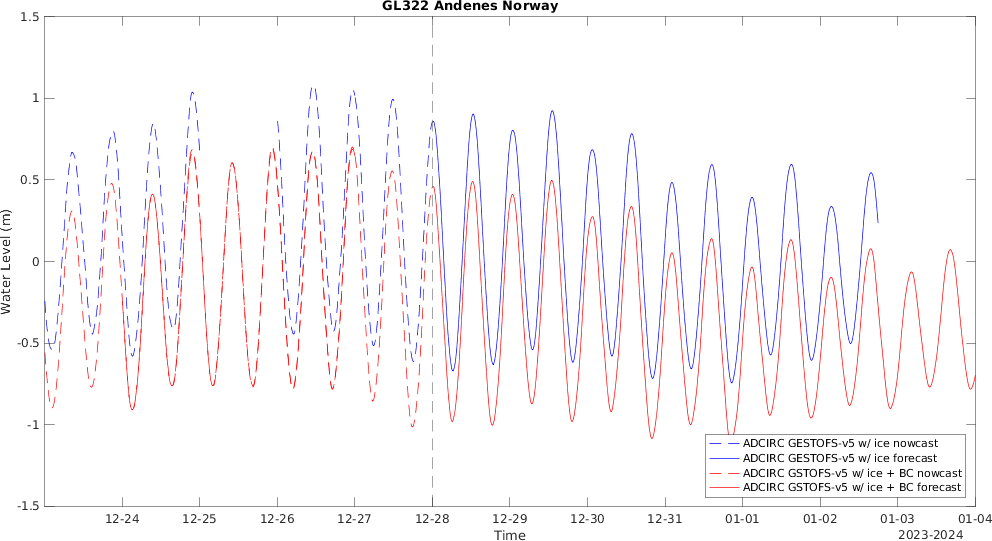 GL322 Andenes Norway
1.5
1
0.5
0
-0.5
-1
-1.5
Water Level (m)
12-24 12-25 12-26 12-27 12-28 12-29 12-30 12-31 01-01 01-02 01-03 01-04
Time
2023-2024
ADCIRC GESTOFS-v5 w/ ice nowcast
ADCIRC GESTOFS-v5 w/ ice forecast
ADCIRC GSTOFS-v5 w/ ice + BC nowcast
ADCIRC GSTOFS-v5 w/ ice + BC forecast